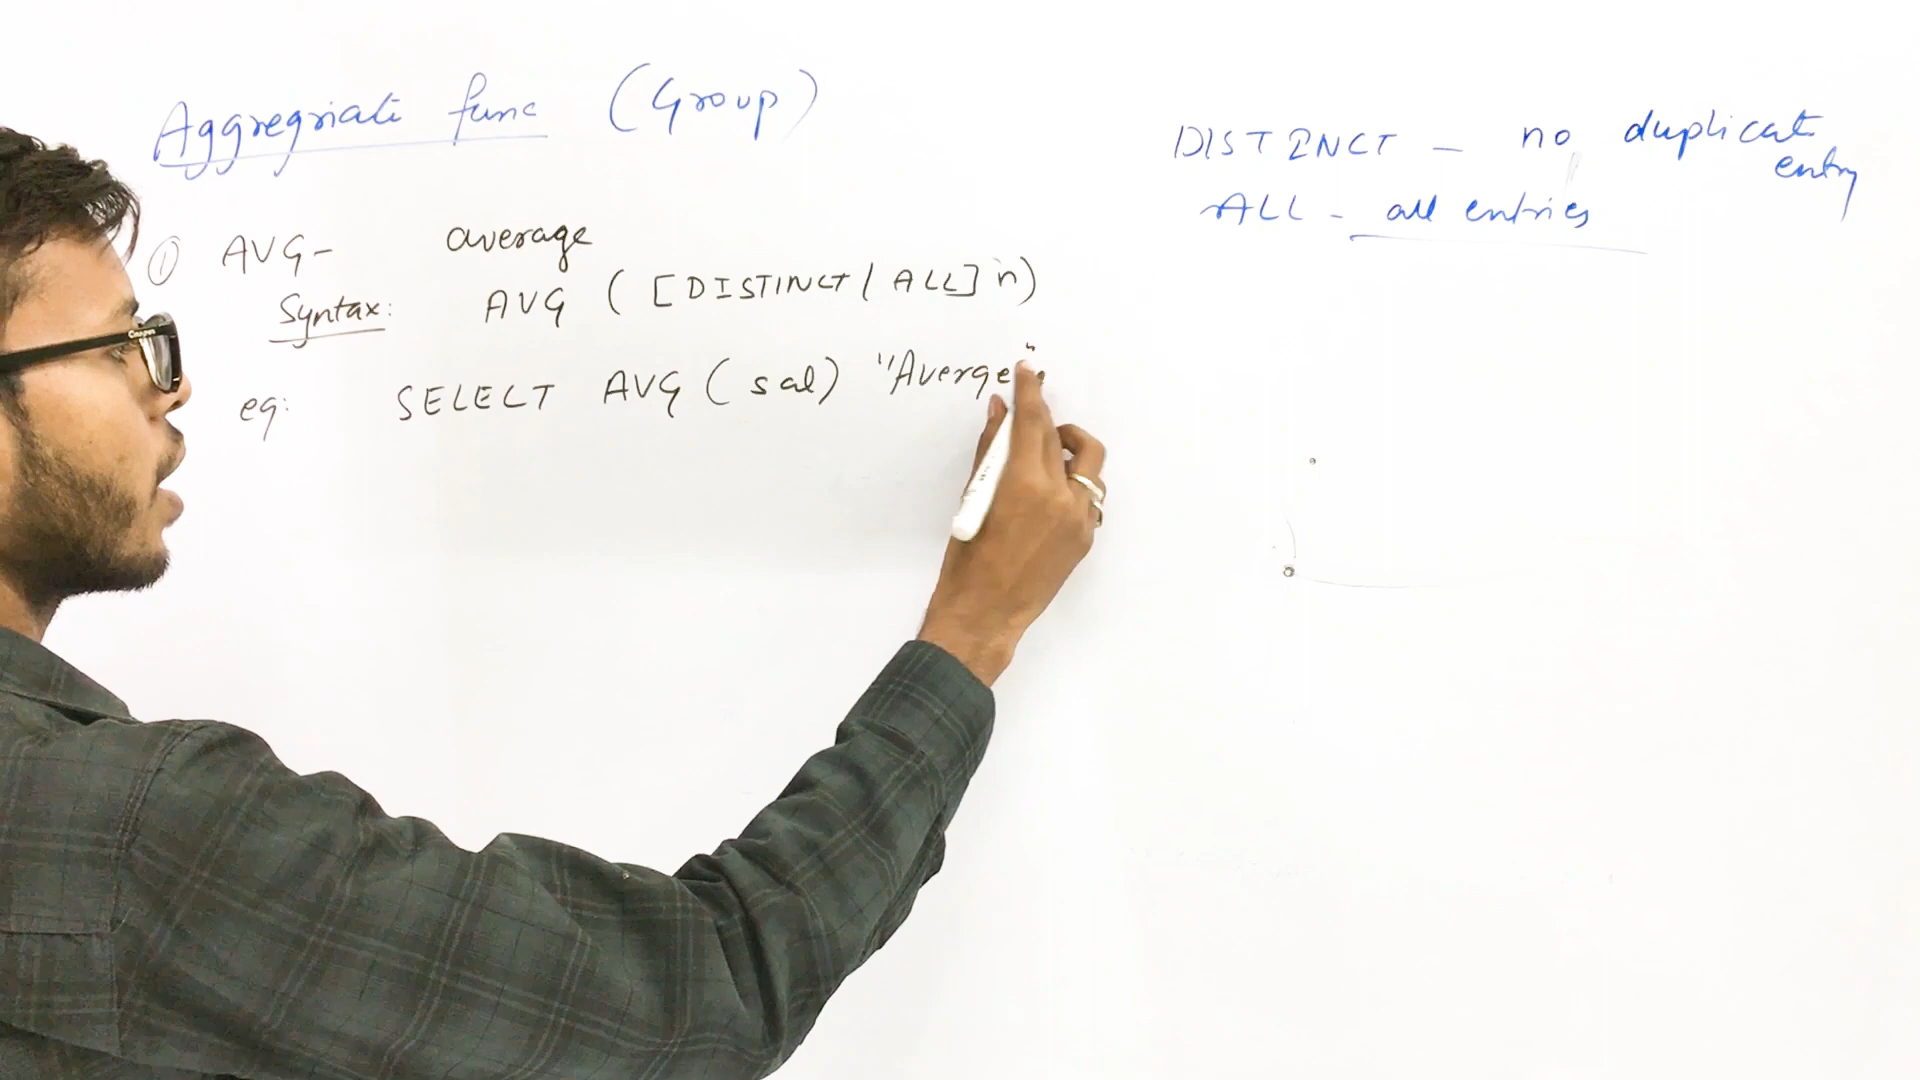 Aggregriate func (Group)
DISTINCT - no duplicate
entry
ALL - all entries
① AVG- average
Syntax: AVG ( [DISTINCT / ALL] n)
eg: SELECT AVG ( sal) "Averge"